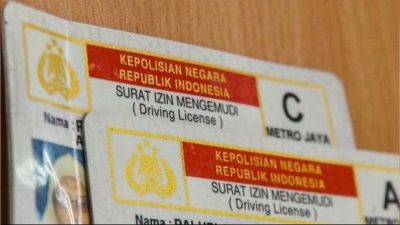 KEPOLISIAN NEGARA
REPUBLIK INDONESIA
SURAT IZIN MENGEMUDI
( Driving License )
C
METRO JAYA
Nama :
KEPOLISIAN NEGARA
REPUBLIK INDONESIA
SURAT IZIN MENGEMUDI
( Driving License )
A
METRO
Nama :